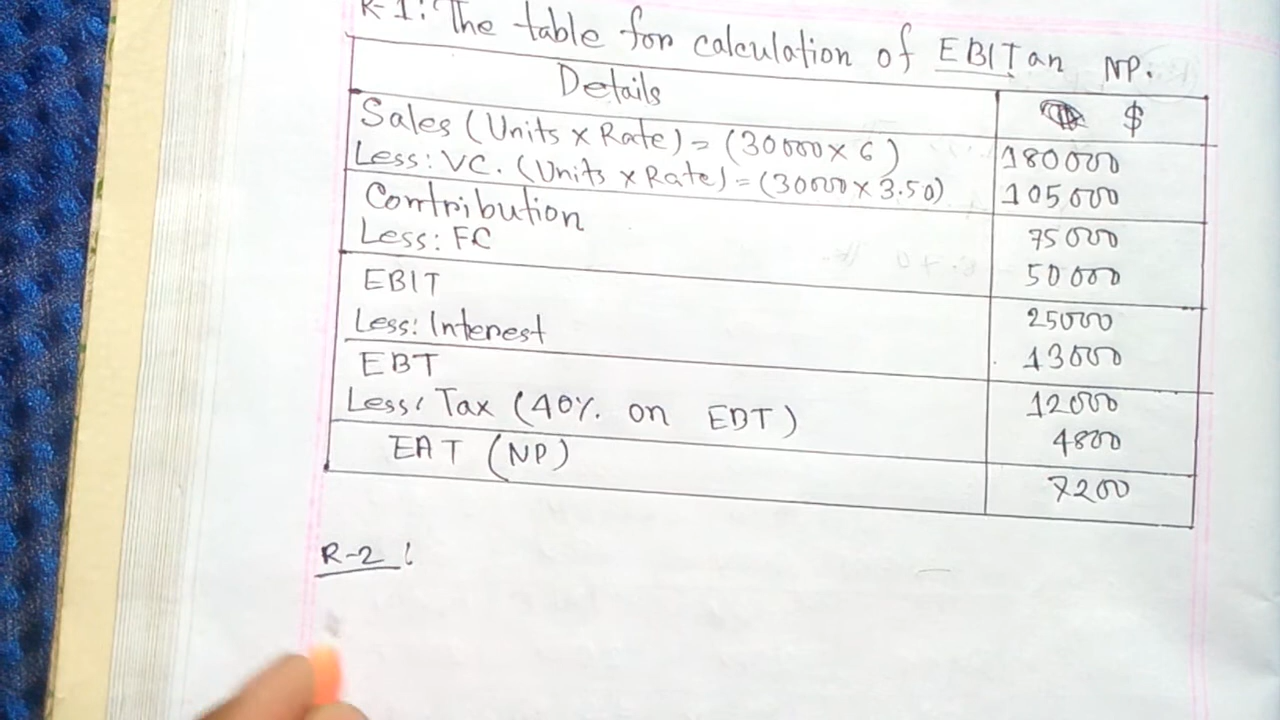 R-1: The table for calculation of EBIT an NP.
Details $
Sales (Units x Rate) = (30000 x 6) 180000
Less: VC. (Units x Rate) = (30000 x 3.50) 105000
Contribution 75000
Less: FC 50000
EBIT 25000
Less: Interest 13000
EBT 12000
Less: Tax (40% on EBT) 4800
EAT (NP) 7200
R-2 :